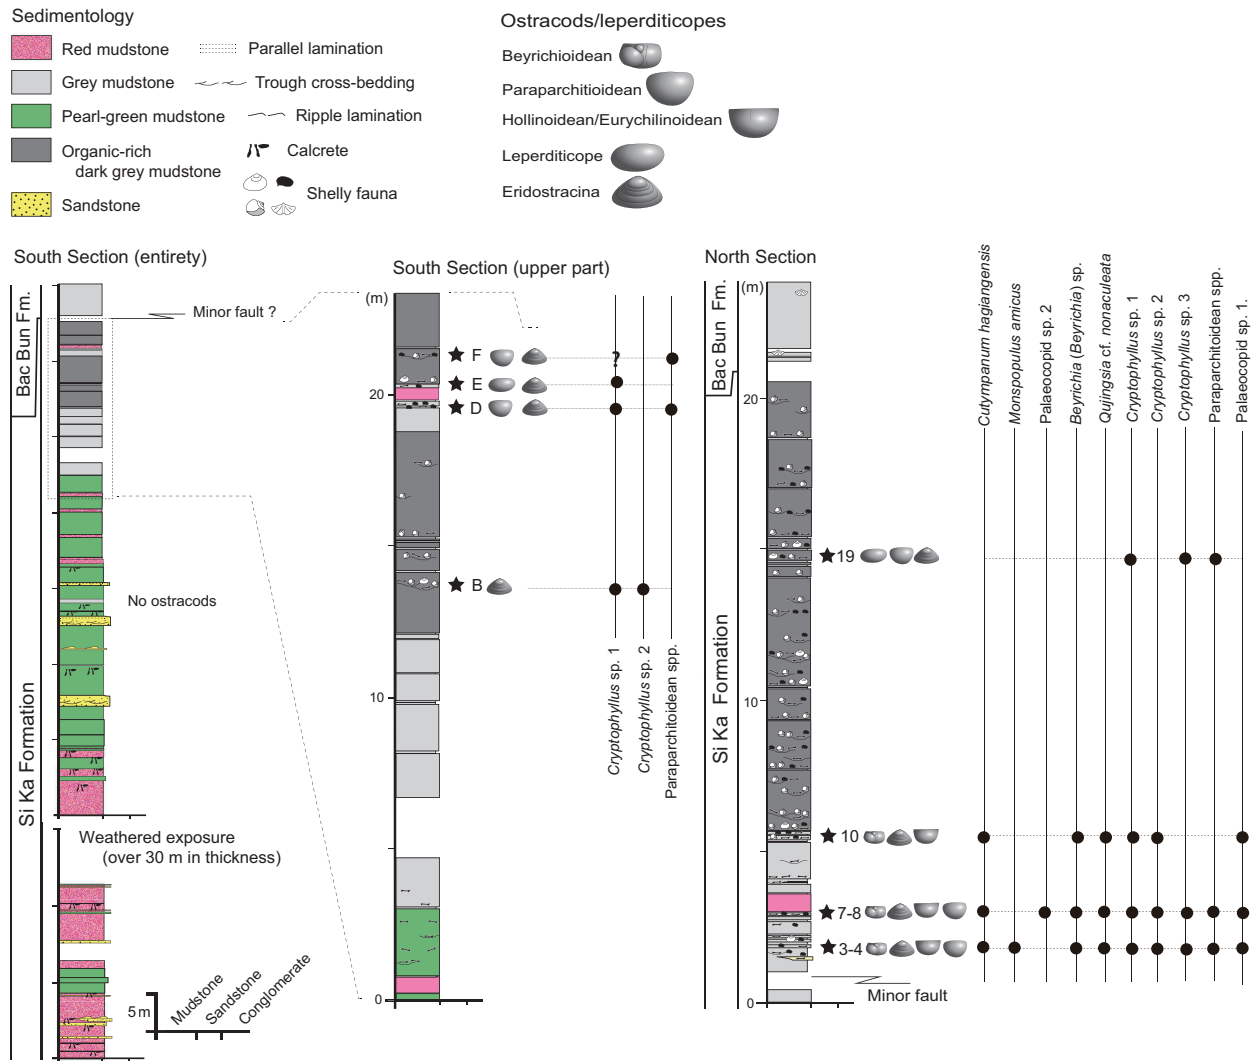 Sedimentology
Red mudstone
Parallel lamination
Grey mudstone
Trough cross-bedding
Pearl-green mudstone
Ripple lamination
Organic-rich
dark grey mudstone
Calcrete
Shelly fauna
Sandstone
Ostracods/leperditicopes
Beyrichioidean
Paraparchitioidean
Hollinoidean/Eurychilinoidean
Leperditicope
Eridostracina
South Section (entirety)
Bac Bun Fm.
Si Ka Formation
Minor fault ?
No ostracods
Weathered exposure
(over 30 m in thickness)
5 m
Mudstone
Sandstone
Conglomerate
South Section (upper part)
(m)
20
10
0
F
E
D
B
?
Cryptophyllus sp. 1
Cryptophyllus sp. 2
Paraparchitoidean spp.
North Section
(m)
Bac Bun Fm.
Si Ka Formation
20
10
0
19
10
7-8
3-4
Minor fault
Cutympanum hagiangensis
Monspopulus amicus
Palaeocopid sp. 2
Beyrichia (Beyrichia) sp.
Qujingsia cf. nonaculeata
Cryptophyllus sp. 1
Cryptophyllus sp. 2
Cryptophyllus sp. 3
Paraparchitoidean spp.
Palaeocopid sp. 1.